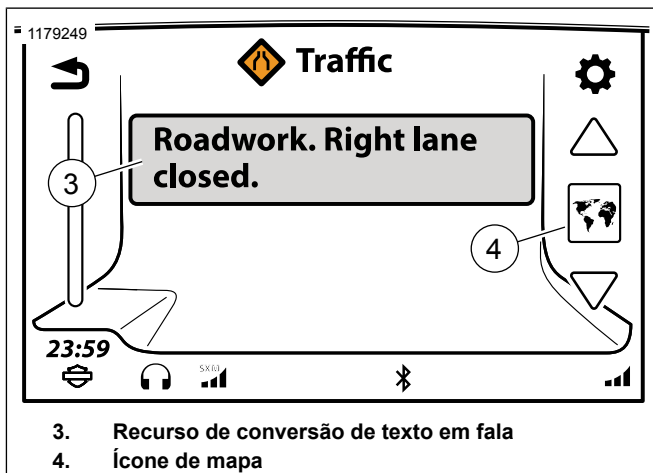 1179249
Traffic
Roadwork. Right lane
closed.
3
4
23:59
SX(i)
3. Recurso de conversão de texto em fala
4. Ícone de mapa